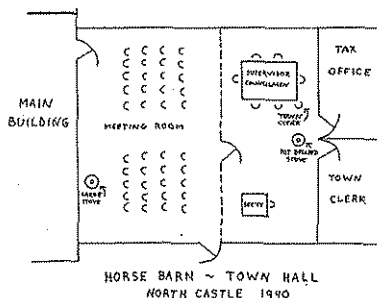 TAX
OFFICE
SUPERVISOR
COUNCILMEN
TOWN
CLERK
MAIN
BUILDING
MEETING ROOM
POT BELLIED
STOVE
LARGE
STOVE
TOWN
CLERK
HORSE BARN ~ TOWN HALL
NORTH CASTLE 1940